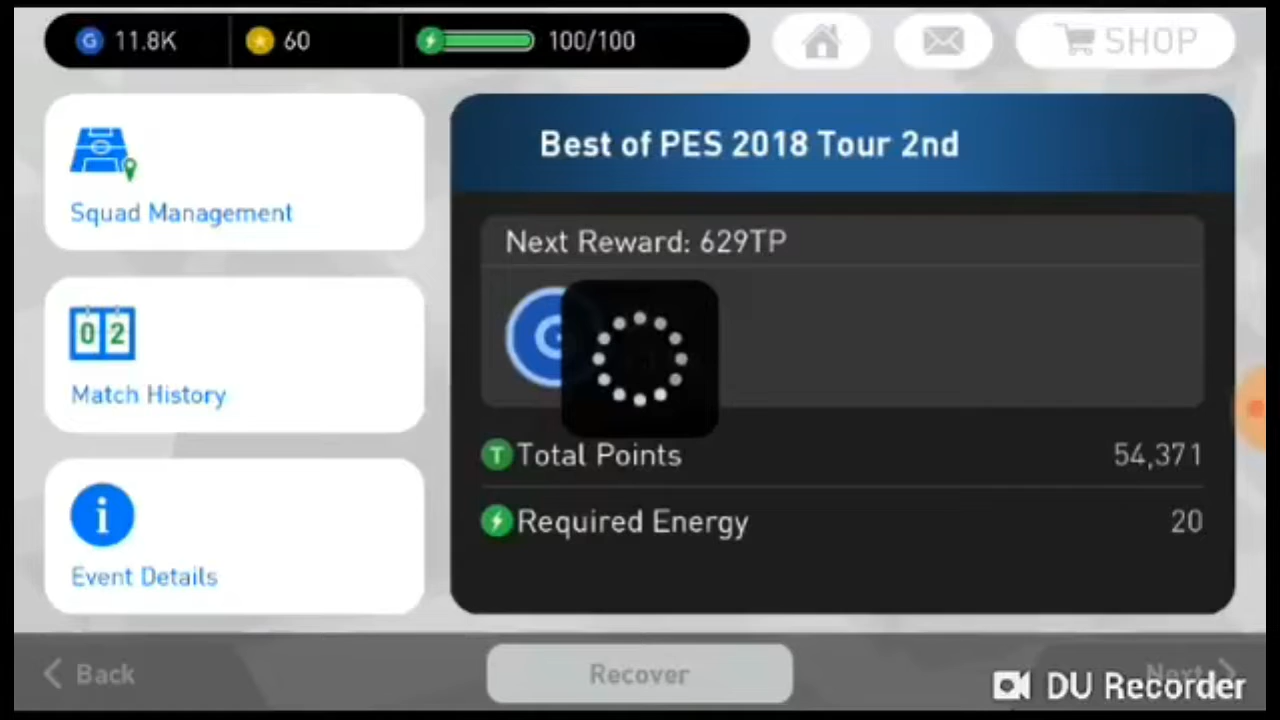 G 11.8K 60 100/100 SHOP
Squad Management
0 2
Match History
i
Event Details
Best of PES 2018 Tour 2nd
Next Reward: 629TP
G
T Total Points 54,371
Required Energy 20
Back
Recover
Next
DU Recorder